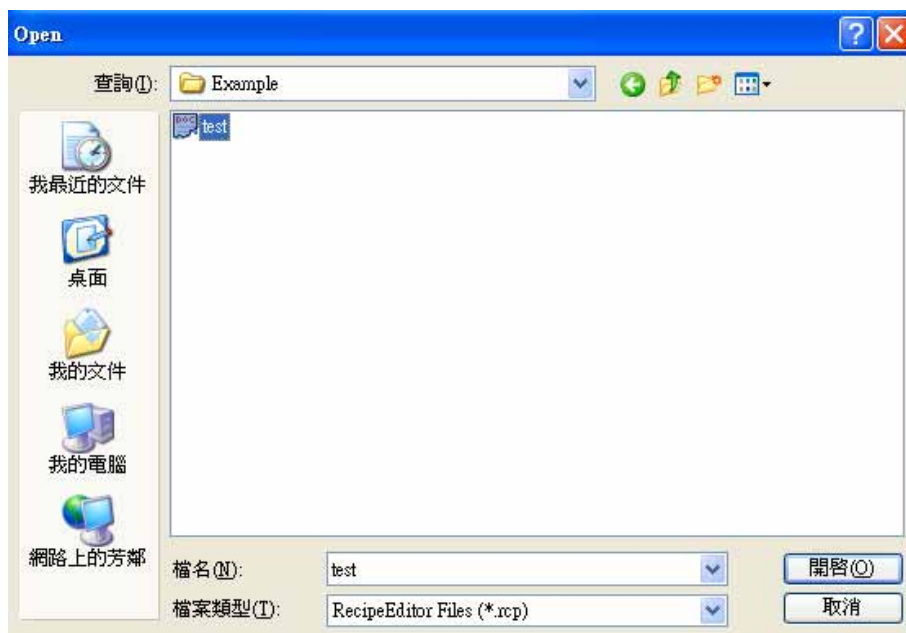 Open
查詢(I):
Example
test
我最近的文件
桌面
我的文件
我的電腦
網路上的芳鄰
檔名(N):
test
開啓(O)
檔案類型(T):
RecipeEditor Files (*.rcp)
取消